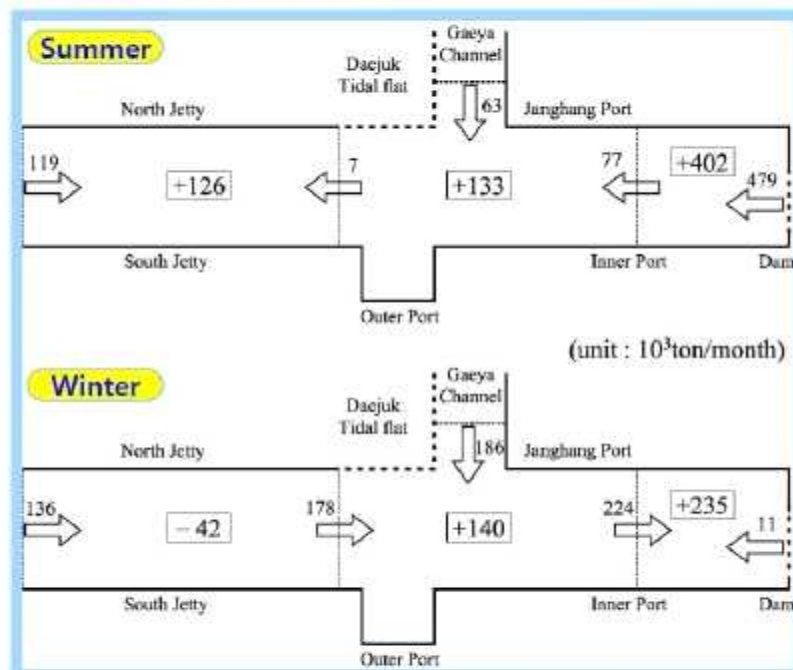 Summer
Gaeya
Channel
Daejuk
Tidal flat
63
North Jetty
Janghang Port
119
+126
7
+133
77
+402
479
South Jetty
Inner Port
Dam
Outer Port
(unit : 10³ton/month)
Winter
Gaeya
Channel
Daejuk
Tidal flat
186
North Jetty
Janghang Port
136
- 42
178
+140
224
+235
11
South Jetty
Inner Port
Dam
Outer Port